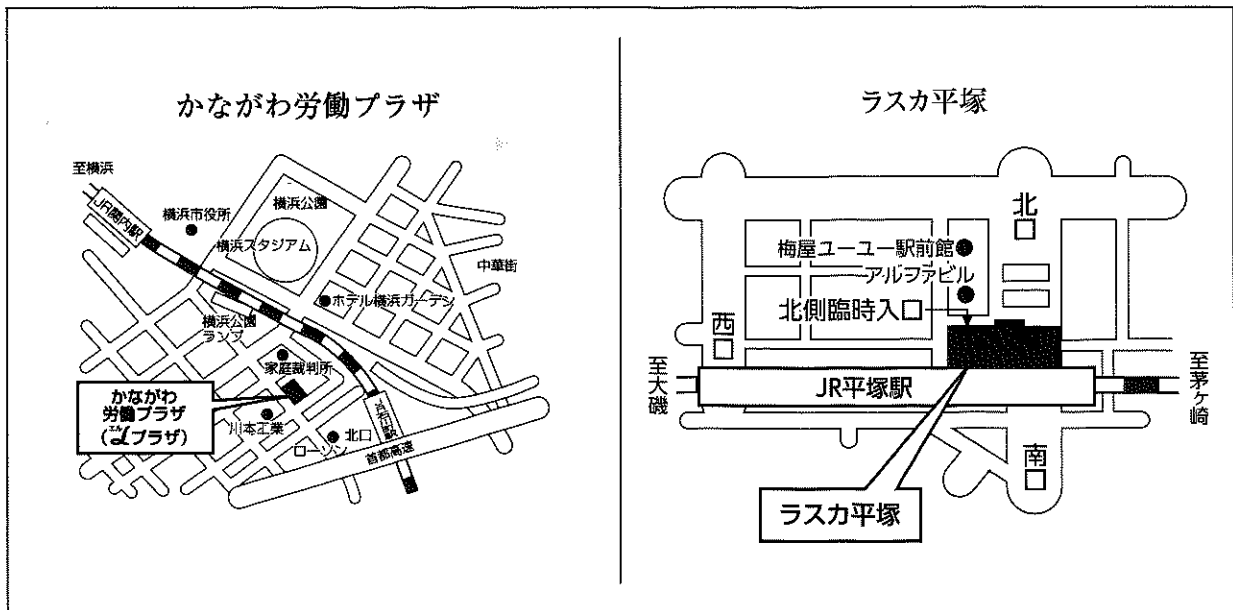 かながわ労働プラザ
至横浜
JR関内駅
横浜市役所
横浜公園
横浜スタジアム
中華街
ホテル横浜ガーデン
横浜公園
ランプ
家庭裁判所
かながわ
労働プラザ
(Lプラザ)
エル
川本工業
ローソン
北口
石川町駅
首都高速
ラスカ平塚
北口
梅屋ユーユー駅前館
アルファビル
北側臨時入口
西口
至大磯
JR平塚駅
至茅ヶ崎
南口
ラスカ平塚